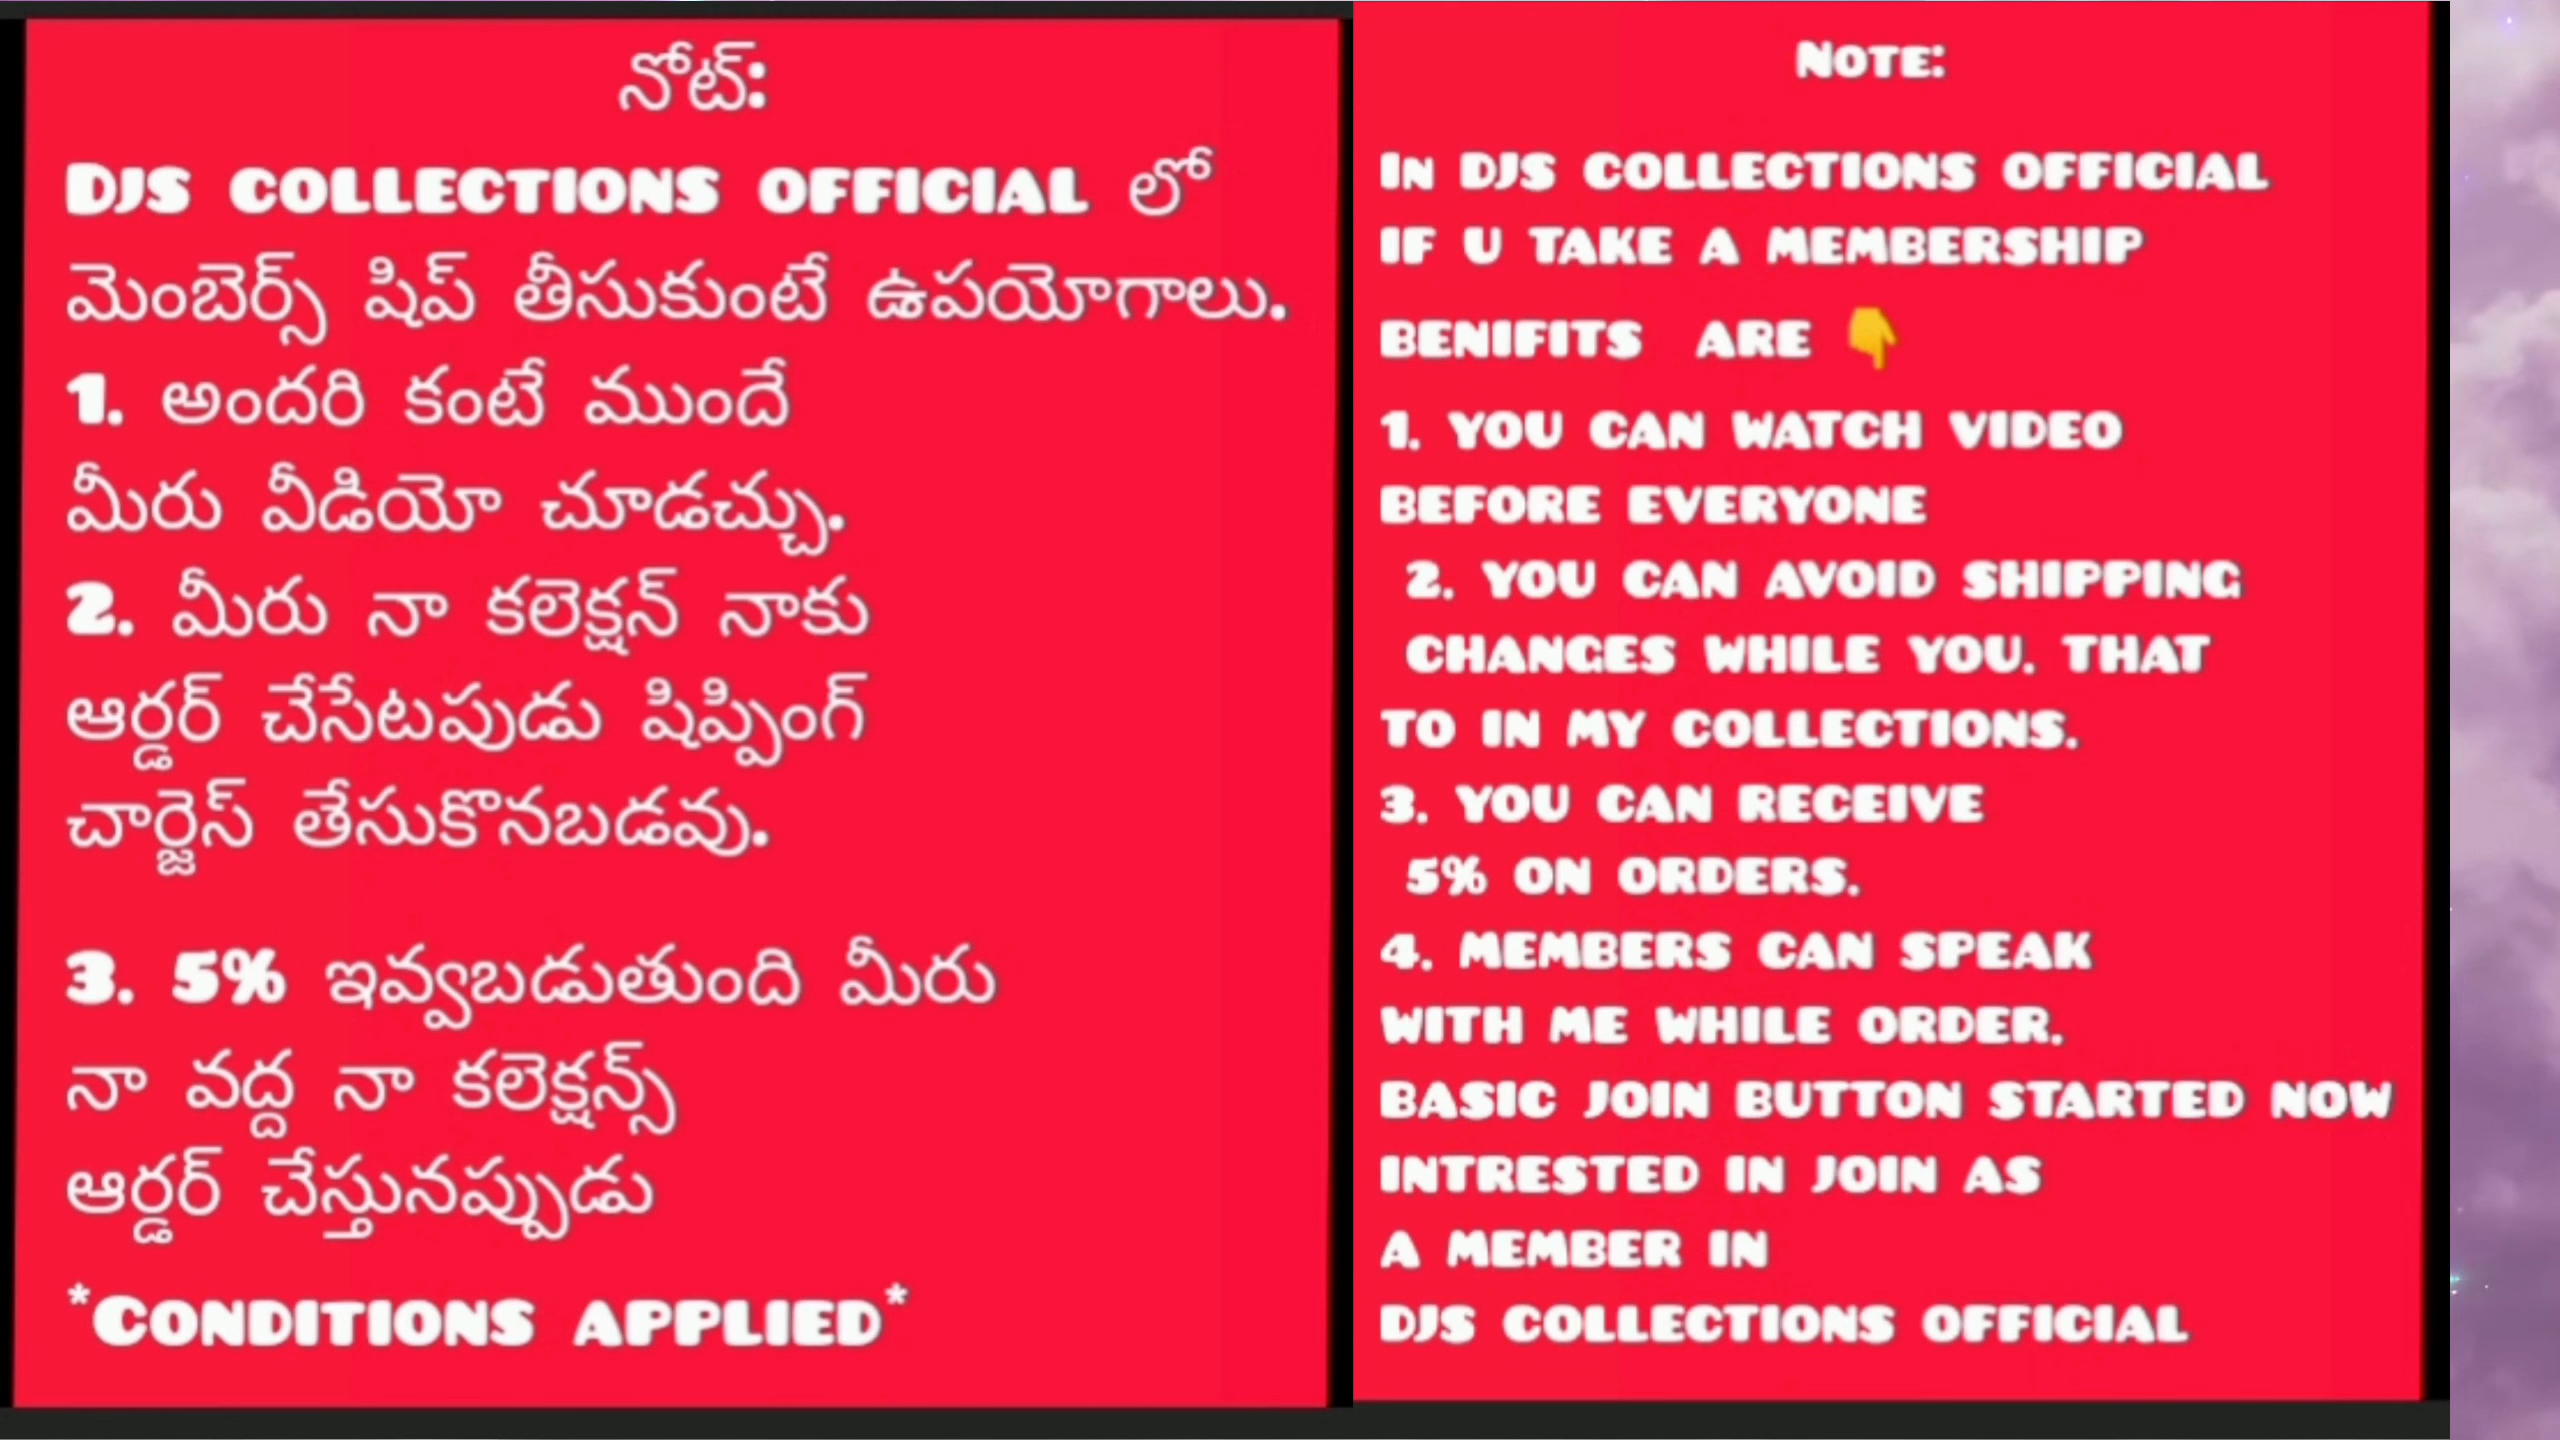 నోట్:
DJS COLLECTIONS OFFICIAL లో
మెంబెర్స్ షిప్ తీసుకుంటే ఉపయోగాలు.
1. అందరి కంటే ముందే
మీరు వీడియో చూడచ్చు.
2. మీరు నా కలెక్షన్ నాకు
ఆర్డర్ చేసేటపుడు షిప్పింగ్
చార్జెస్ తేసుకొనబడవు.
3. 5% ఇవ్వబడుతుంది మీరు
నా వద్ద నా కలెక్షన్స్
ఆర్డర్ చేస్తునప్పుడు
*CONDITIONS APPLIED*
NOTE:
IN DJS COLLECTIONS OFFICIAL
IF U TAKE A MEMBERSHIP
BENIFITS ARE 👇
1. YOU CAN WATCH VIDEO
BEFORE EVERYONE
2. YOU CAN AVOID SHIPPING
CHANGES WHILE YOU. THAT
TO IN MY COLLECTIONS.
3. YOU CAN RECEIVE
5% ON ORDERS.
4. MEMBERS CAN SPEAK
WITH ME WHILE ORDER.
BASIC JOIN BUTTON STARTED NOW
INTRESTED IN JOIN AS
A MEMBER IN
DJS COLLECTIONS OFFICIAL